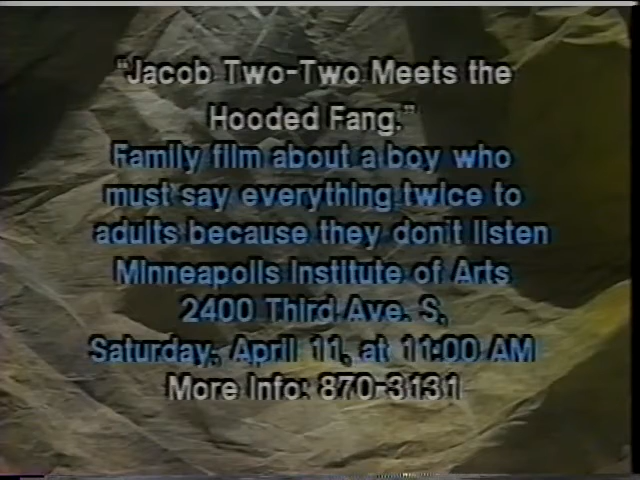 "Jacob Two-Two Meets the
Hooded Fang."
Family film about a boy who
must say everything twice to
adults because they don't listen
Minneapolis Institute of Arts
2400 Third Ave. S.
Saturday, April 11, at 11:00 AM
More Info: 870-3131